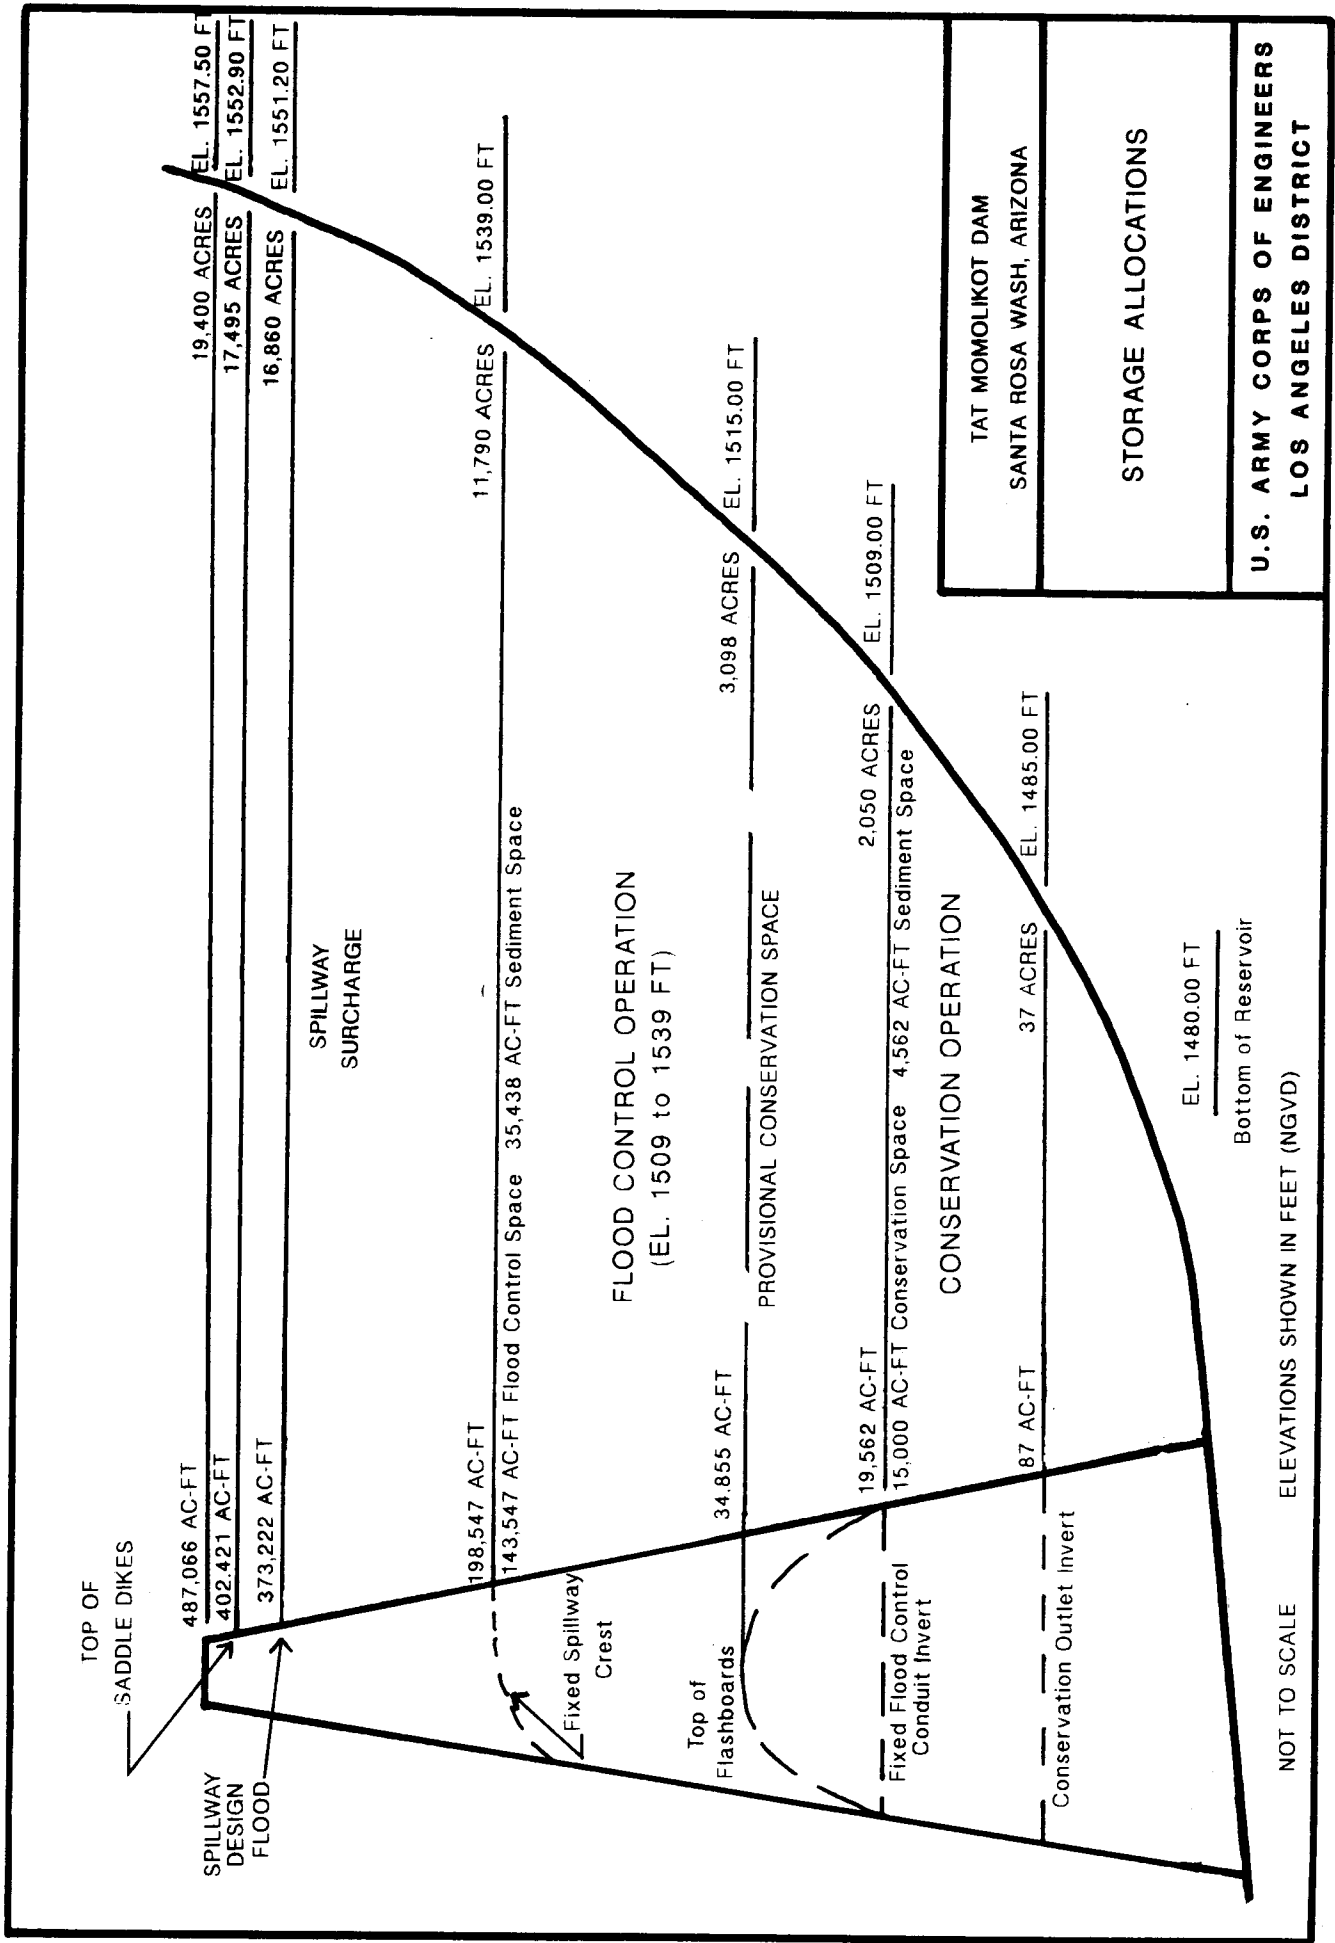 TOP OF
SADDLE DIKES
SPILLWAY
DESIGN
FLOOD
487,066 AC-FT
19,400 ACRES
EL. 1557.50 FT
402.421 AC-FT
17,495 ACRES
EL. 1552.90 FT
373,222 AC-FT
16,860 ACRES
EL. 1551.20 FT
SPILLWAY
SURCHARGE
198,547 AC-FT
11,790 ACRES
EL. 1539.00 FT
143,547 AC-FT Flood Control Space 35,438 AC-FT Sediment Space
Fixed Spillway
Crest
FLOOD CONTROL OPERATION
(EL. 1509 to 1539 FT)
Top of
Flashboards
34.855 AC-FT
3,098 ACRES
EL. 1515.00 FT
PROVISIONAL CONSERVATION SPACE
19,562 AC-FT
2,050 ACRES
EL. 1509.00 FT
15,000 AC-FT Conservation Space 4,562 AC-FT Sediment Space
Fixed Flood Control
Conduit Invert
CONSERVATION OPERATION
87 AC-FT
37 ACRES
EL. 1485.00 FT
Conservation Outlet Invert
EL. 1480.00 FT
Bottom of Reservoir
NOT TO SCALE
ELEVATIONS SHOWN IN FEET (NGVD)
TAT MOMOLIKOT DAM
SANTA ROSA WASH, ARIZONA
STORAGE ALLOCATIONS
U.S. ARMY CORPS OF ENGINEERS
LOS ANGELES DISTRICT